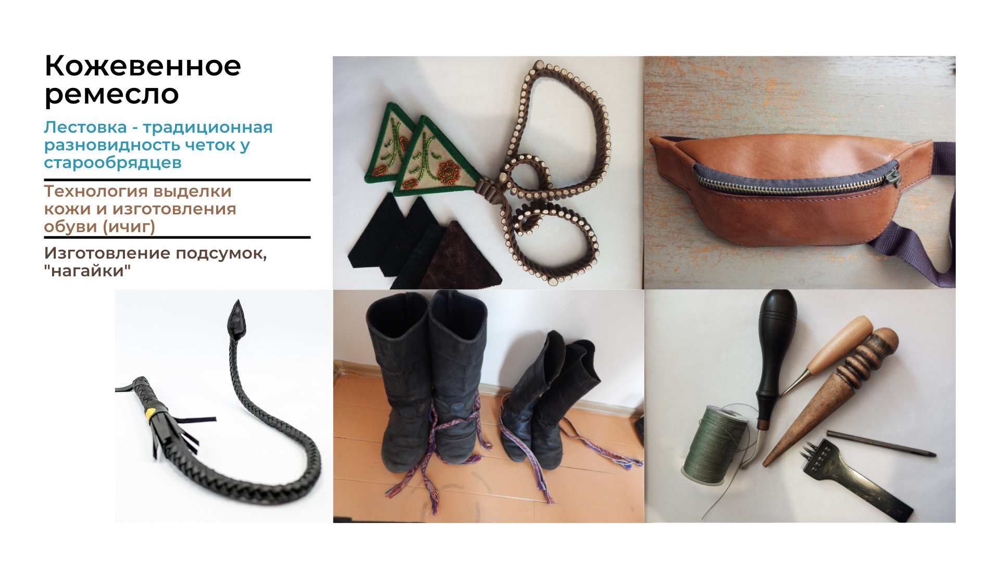 Кожевенное
ремесло
Лестовка - традиционная
разновидность четок у
старообрядцев
Технология выделки
кожи и изготовления
обуви (ичиг)
Изготовление подсумок,
"нагайки"